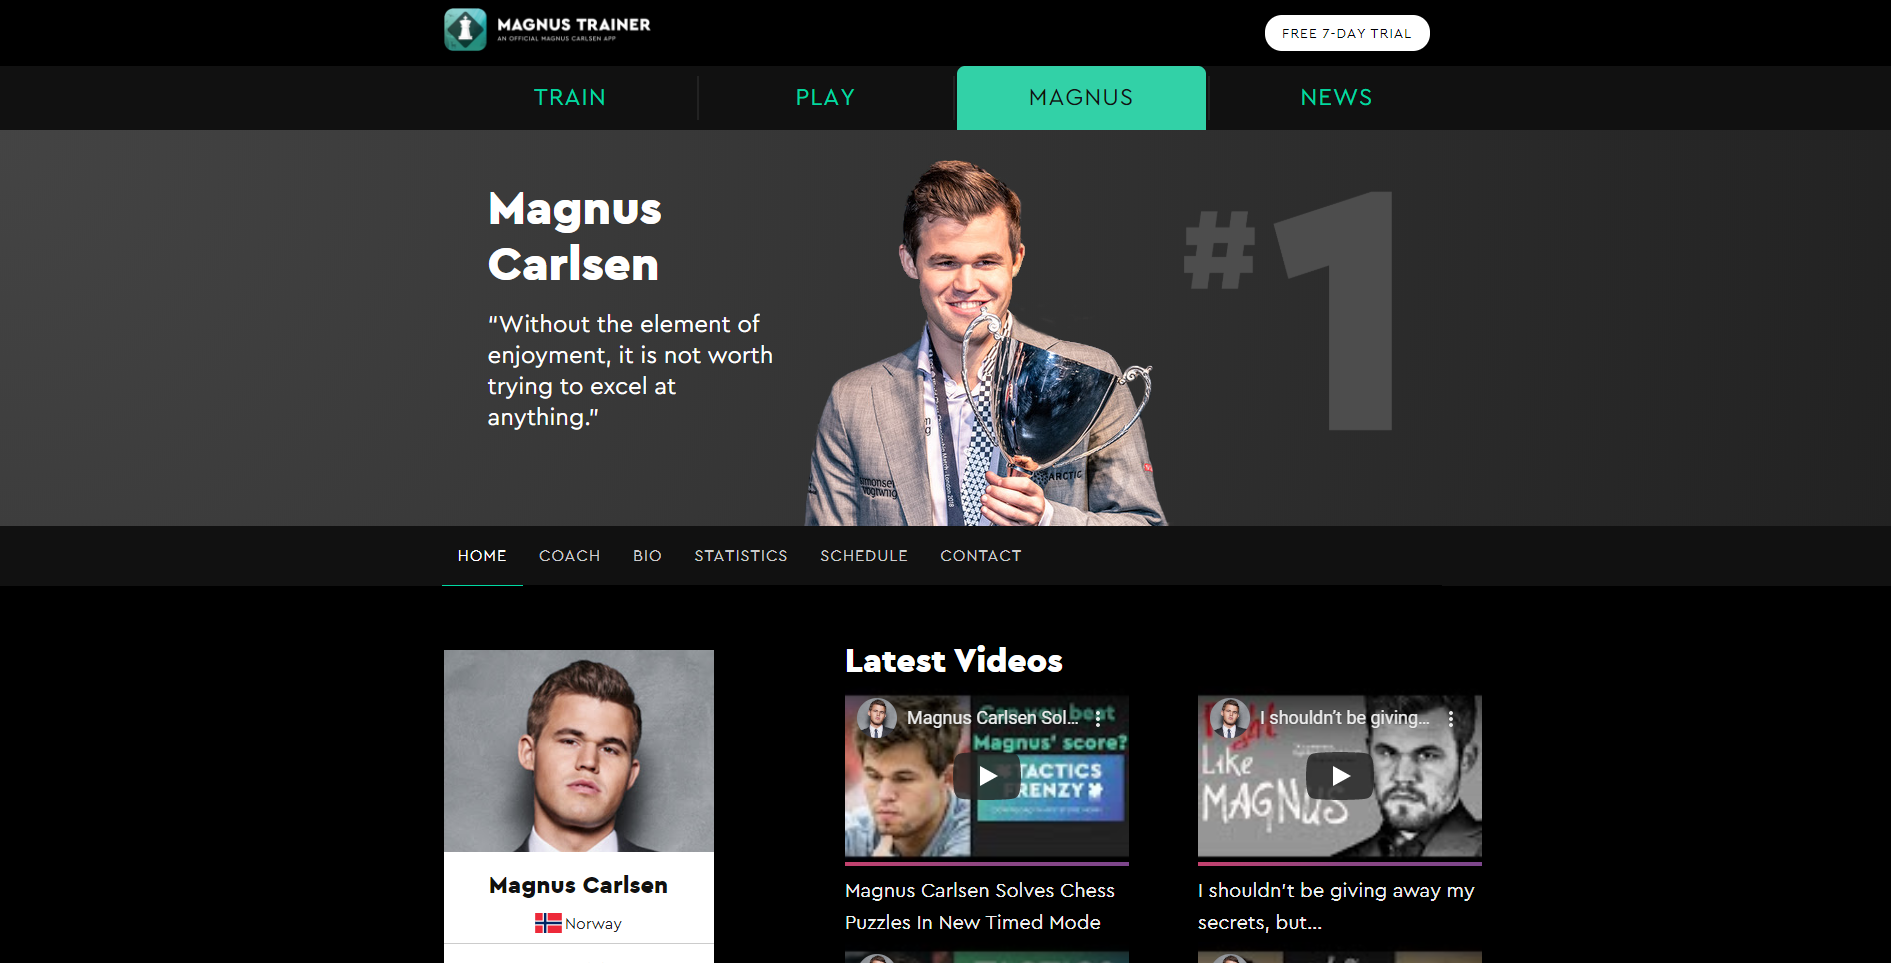 MAGNUS TRAINER
AN OFFICIAL MAGNUS CARLSEN APP
FREE 7-DAY TRIAL
TRAIN
PLAY
MAGNUS
NEWS
Magnus
Carlsen
"Without the element of
enjoyment, it is not worth
trying to excel at
anything."
#1
ARCTIC
HOME
COACH
BIO
STATISTICS
SCHEDULE
CONTACT
Magnus Carlsen
Norway
Latest Videos
Magnus Carlsen Sol...
Can you beat
Magnus' score?
TACTICS
FRENZY
Magnus Carlsen Solves Chess
Puzzles In New Timed Mode
I shouldn't be giving...
Fight
Like
MAGNUS
I shouldn't be giving away my
secrets, but...